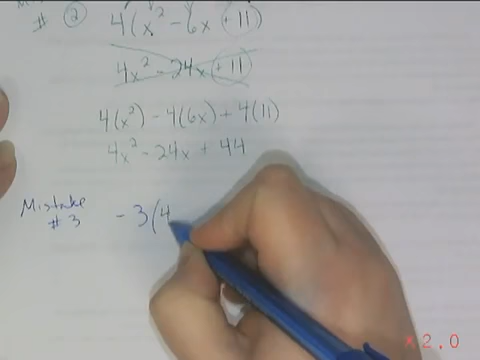 # 2 4(x² - 6x + 11)
4x² - 24x + 11
4(x²) - 4(6x) + 4(11)
4x² - 24x + 44
Mistake # 3 - 3(4
x 2.0